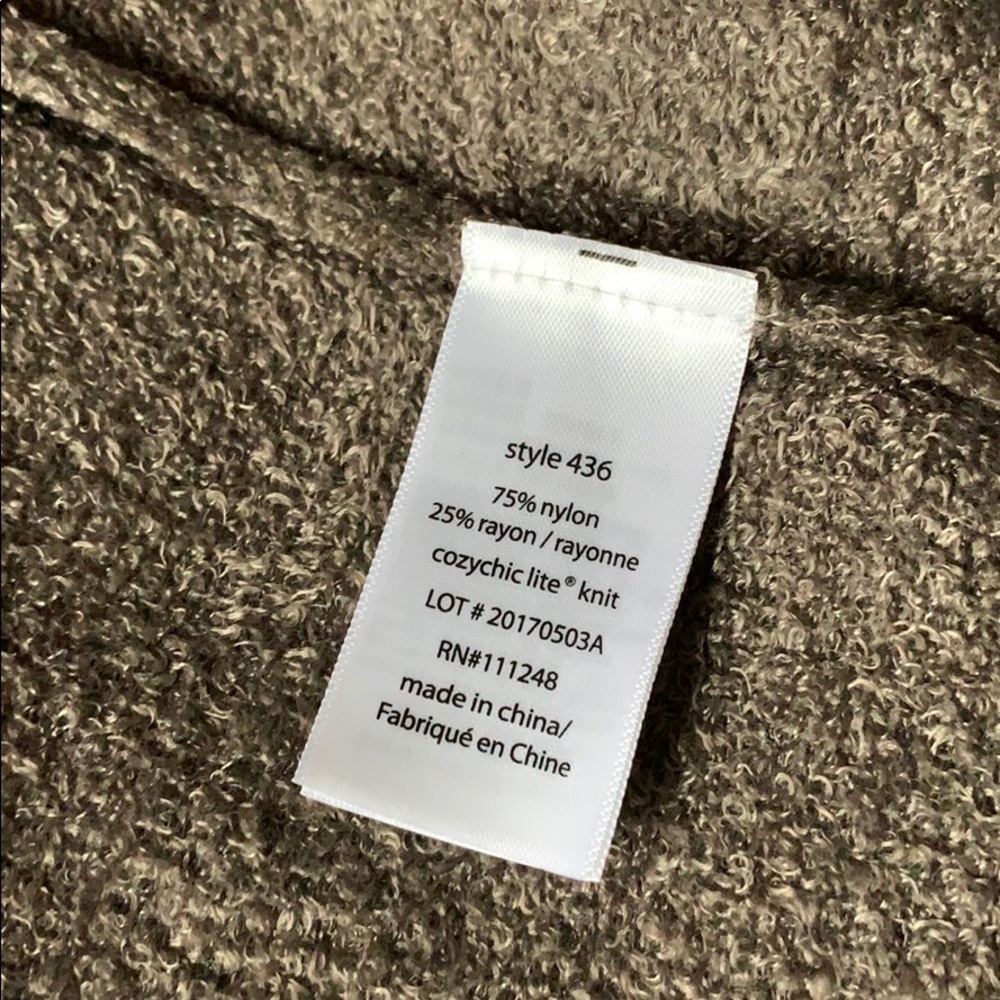 style 436
75% nylon
25% rayon / rayonne
cozychic lite® knit
LOT # 20170503A
RN#111248
made in china/
Fabriqué en Chine